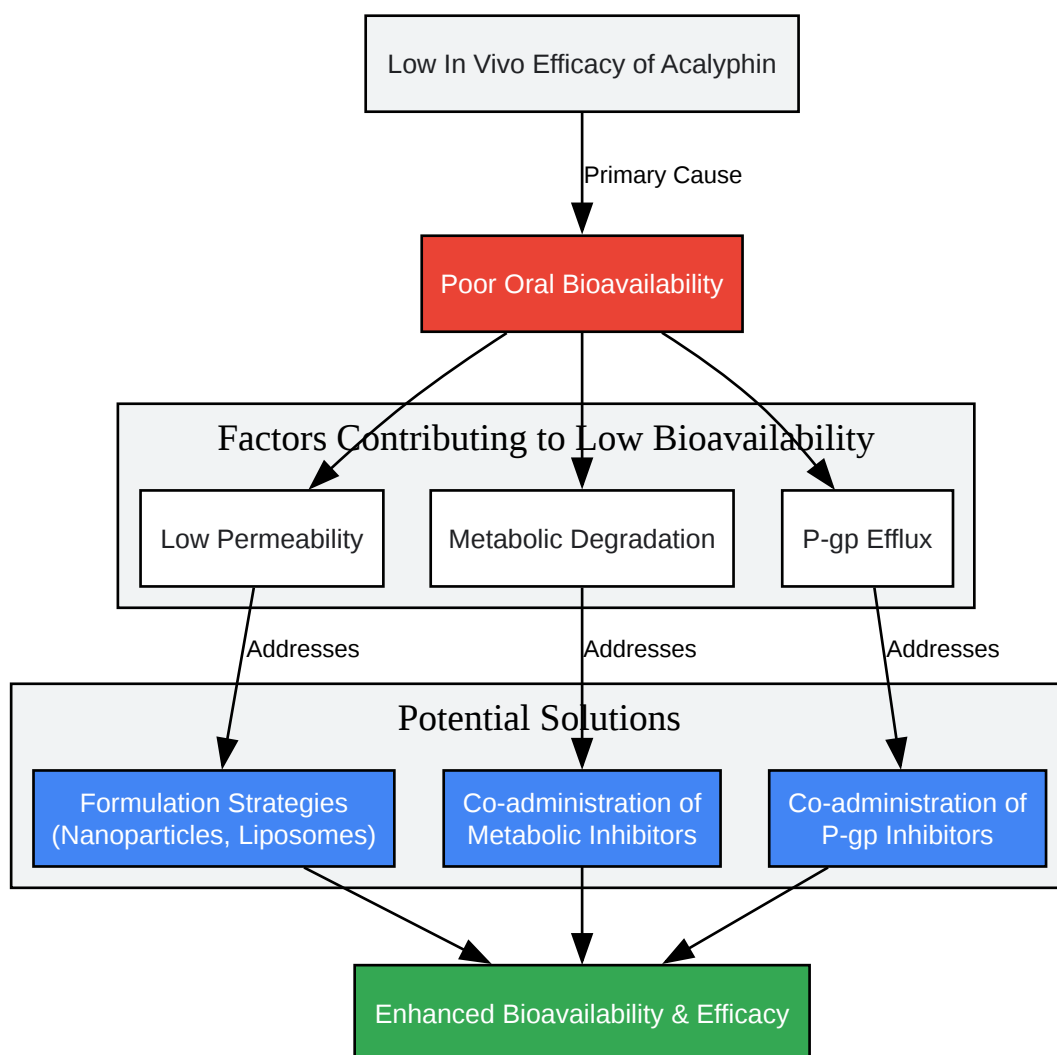 Low In Vivo Efficacy of Acalyphin
Primary Cause
Poor Oral Bioavailability
Factors Contributing to Low Bioavailability
Low Permeability
Metabolic Degradation
P-gp Efflux
Addresses
Addresses
Addresses
Potential Solutions
Formulation Strategies
(Nanoparticles, Liposomes)
Co-administration of
Metabolic Inhibitors
Co-administration of
P-gp Inhibitors
Enhanced Bioavailability & Efficacy